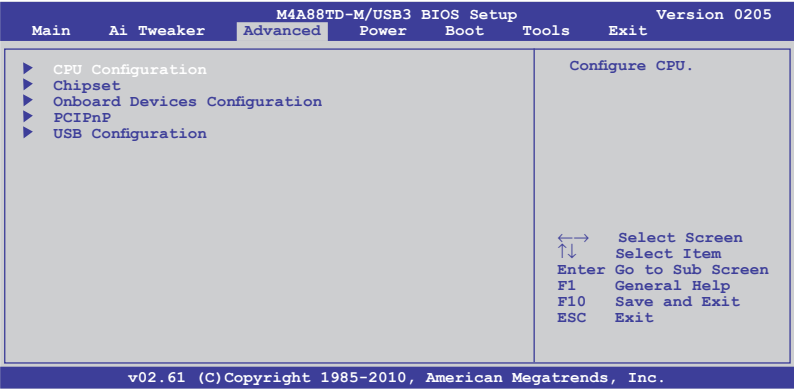 M4A88TD-M/USB3 BIOS Setup Version 0205
Main Ai Tweaker Advanced Power Boot Tools Exit
CPU Configuration
Chipset
Onboard Devices Configuration
PCIPnP
USB Configuration
Configure CPU.
←→ Select Screen
↑↓ Select Item
Enter Go to Sub Screen
F1 General Help
F10 Save and Exit
ESC Exit
v02.61 (C)Copyright 1985-2010, American Megatrends, Inc.